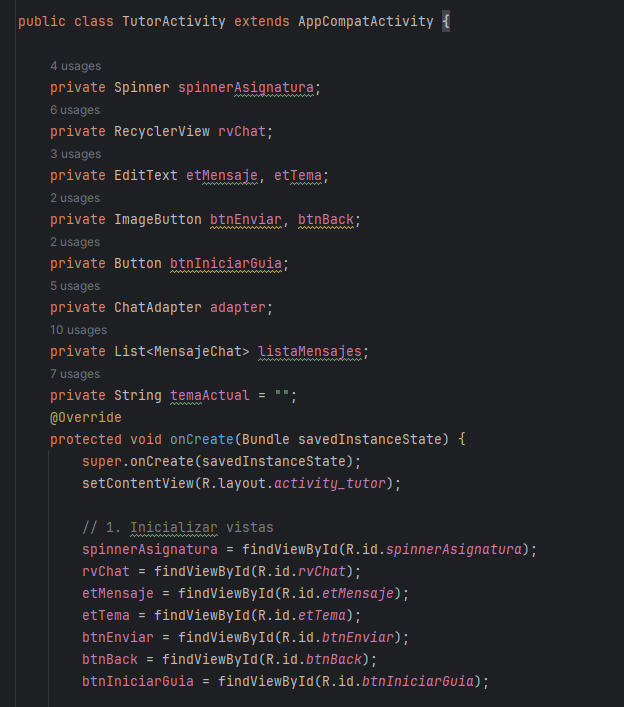 public class TutorActivity extends AppCompatActivity {
4 usages
private Spinner spinnerAsignatura;
6 usages
private RecyclerView rvChat;
3 usages
private EditText etMensaje, etTema;
2 usages
private ImageButton btnEnviar, btnBack;
2 usages
private Button btnIniciarGuia;
5 usages
private ChatAdapter adapter;
10 usages
private List<MensajeChat> listaMensajes;
7 usages
private String temaActual = "";
@Override
protected void onCreate(Bundle savedInstanceState) {
super.onCreate(savedInstanceState);
setContentView(R.layout.activity_tutor);
// 1. Inicializar vistas
spinnerAsignatura = findViewById(R.id.spinnerAsignatura);
rvChat = findViewById(R.id.rvChat);
etMensaje = findViewById(R.id.etMensaje);
etTema = findViewById(R.id.etTema);
btnEnviar = findViewById(R.id.btnEnviar);
btnBack = findViewById(R.id.btnBack);
btnIniciarGuia = findViewById(R.id.btnIniciarGuia);